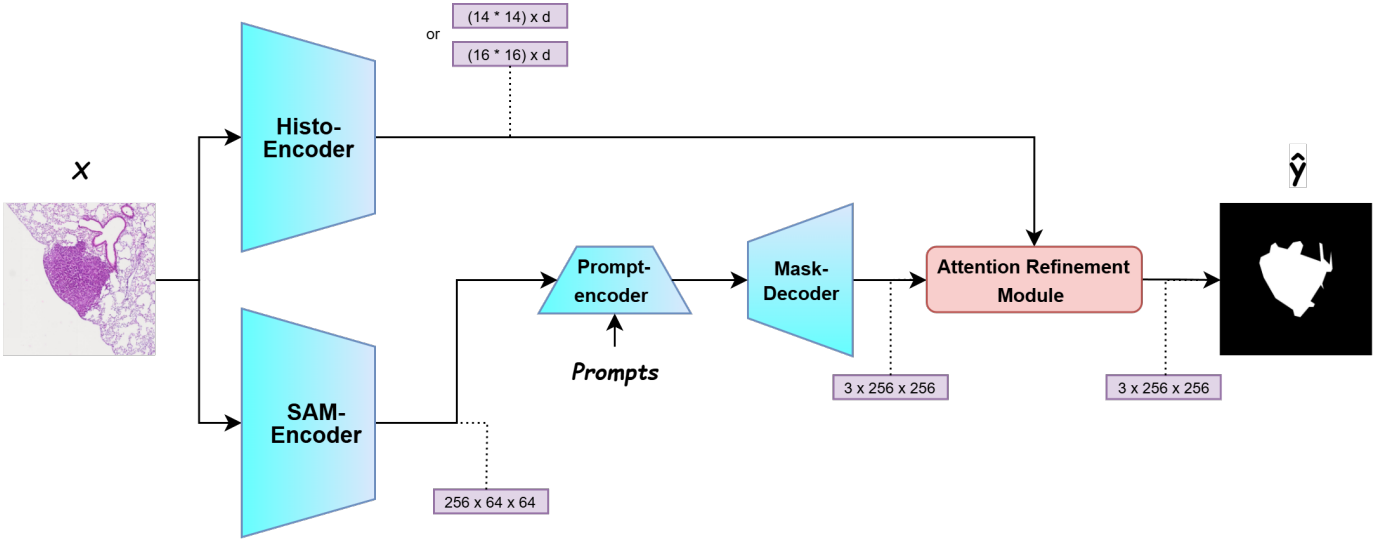 (14 * 14) x d
or
(16 * 16) x d
Histo-
Encoder
x
ŷ
Prompt-
encoder
Mask-
Decoder
Attention Refinement
Module
Prompts
3 x 256 x 256
3 x 256 x 256
SAM-
Encoder
256 x 64 x 64